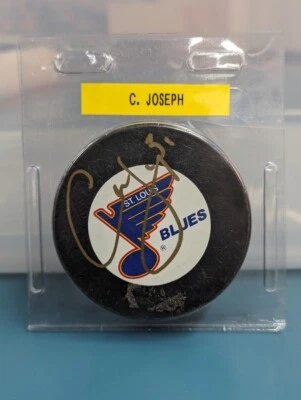 C. JOSEPH
ST. LOUIS
BLUES
®